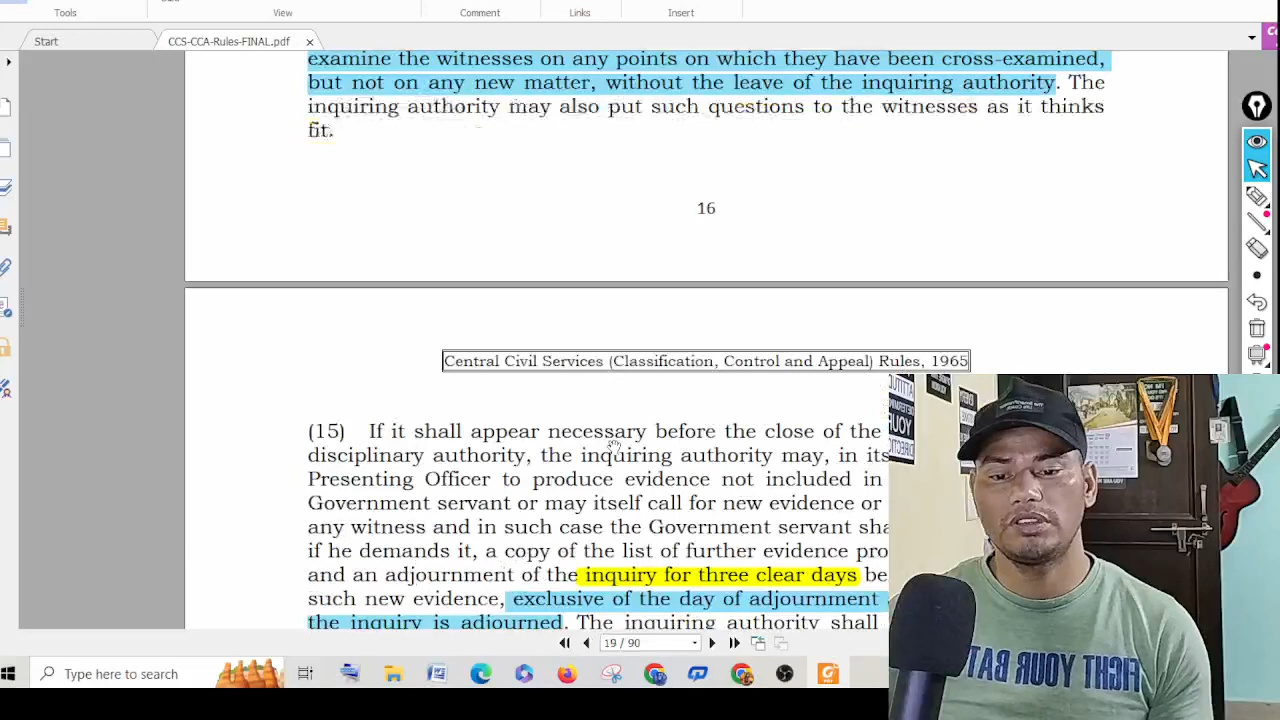 Tools
View
Comment
Links
Insert
Start
CCS-CCA-Rules-FINAL.pdf
examine the witnesses on any points on which they have been cross-examined,
but not on any new matter, without the leave of the inquiring authority. The
inquiring authority may also put such questions to the witnesses as it thinks
fit.
16
Central Civil Services (Classification, Control and Appeal) Rules, 1965
(15) If it shall appear necessary before the close of the
disciplinary authority, the inquiring authority may, in its
Presenting Officer to produce evidence not included in
Government servant or may itself call for new evidence or
any witness and in such case the Government servant sha
if he demands it, a copy of the list of further evidence pro
and an adjournment of the inquiry for three clear days be
such new evidence, exclusive of the day of adjournment
the inquiry is adjourned. The inquiring authority shall
YOUR
FIGHT YOUR BAT
19 / 90
Type here to search